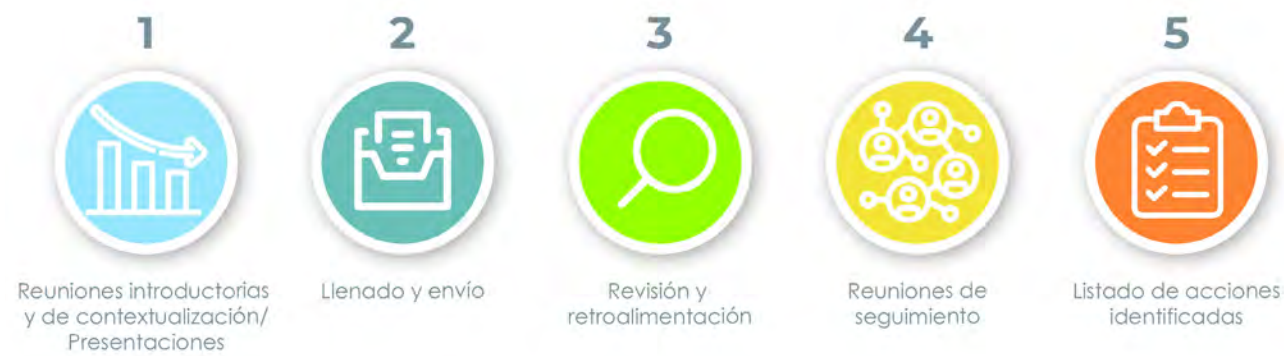 1
Reuniones introductorias
y de contextualización/
Presentaciones
2
Llenado y envío
3
Revisión y
retroalimentación
4
Reuniones de
seguimiento
5
Listado de acciones
identificadas